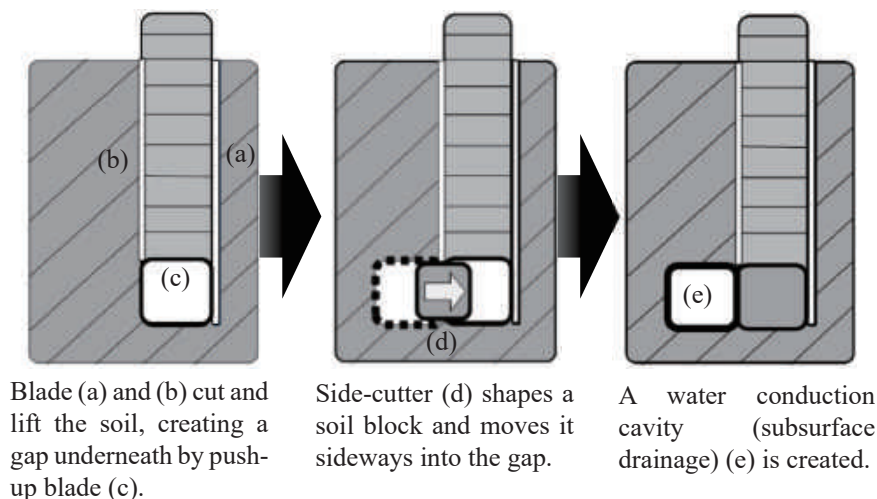 (b)
(a)
(c)
(d)
(e)
Blade (a) and (b) cut and
lift the soil, creating a
gap underneath by push-
up blade (c).
Side-cutter (d) shapes a
soil block and moves it
sideways into the gap.
A water conduction
cavity (subsurface
drainage) (e) is created.